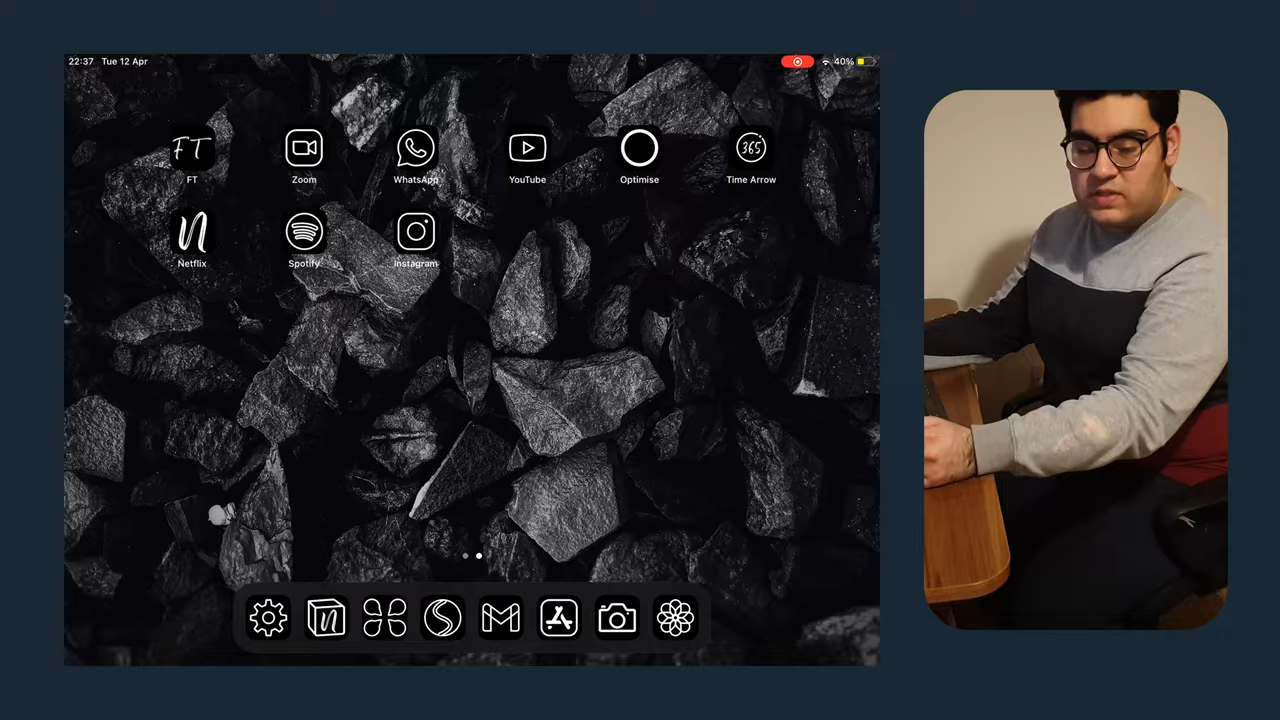 22:37 Tue 12 Apr 40%
FT 365
FT Zoom WhatsApp YouTube Optimise Time Arrow
n
Netflix Spotify Instagram
n